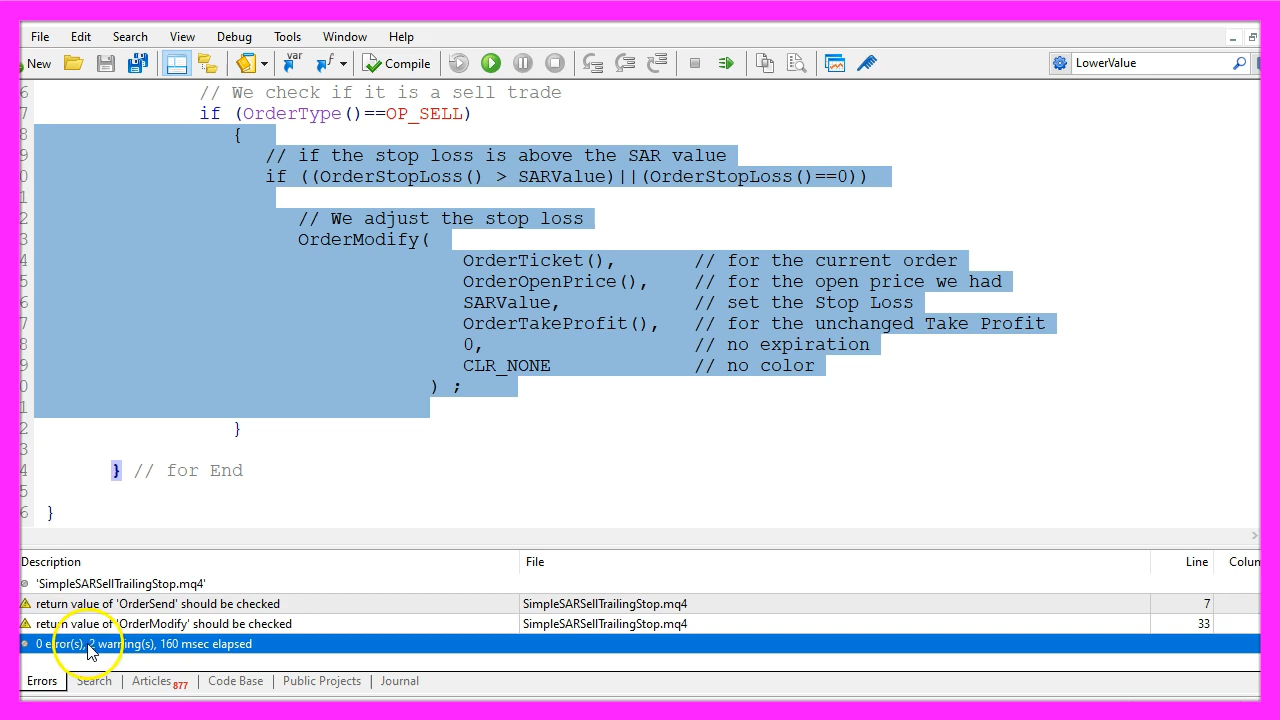 File Edit Search View Debug Tools Window Help
New var Compile LowerValue
6 // We check if it is a sell trade
7 if (OrderType()==OP_SELL)
8 {
9 // if the stop loss is above the SAR value
0 if ((OrderStopLoss() > SARValue)||(OrderStopLoss()==0))
1
2 // We adjust the stop loss
3 OrderModify(
4 OrderTicket(), // for the current order
5 OrderOpenPrice(), // for the open price we had
6 SARValue, // set the Stop Loss
7 OrderTakeProfit(), // for the unchanged Take Profit
8 0, // no expiration
9 CLR_NONE // no color
0 ) ;
1
2 }
3
4 } // for End
5
6 }
Description File Line Colum
'SimpleSARSellTrailingStop.mq4'
return value of 'OrderSend' should be checked SimpleSARSellTrailingStop.mq4 7
return value of 'OrderModify' should be checked SimpleSARSellTrailingStop.mq4 33
0 error(s), 2 warning(s), 160 msec elapsed
Errors Search Articles 877 Code Base Public Projects Journal